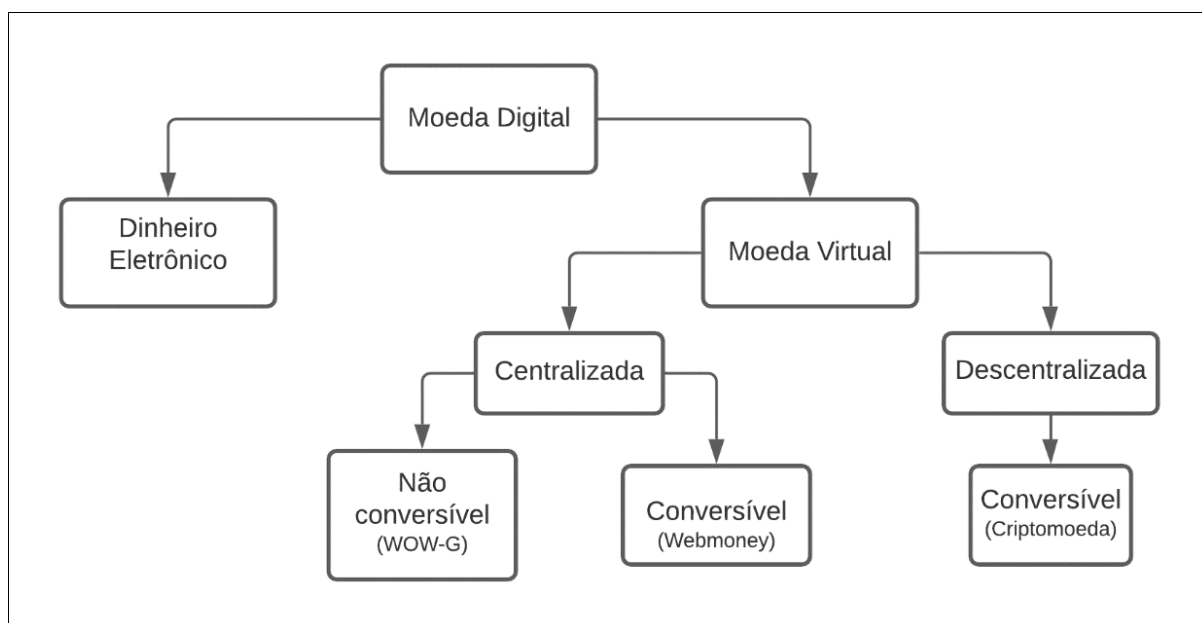 Moeda Digital
Dinheiro
Eletrônico
Moeda Virtual
Centralizada
Descentralizada
Não
conversível
(WOW-G)
Conversível
(Webmoney)
Conversível
(Criptomoeda)